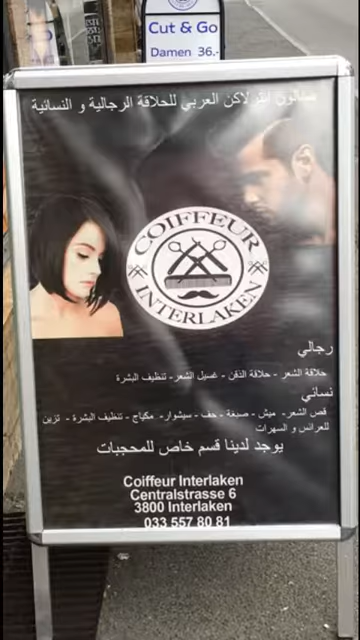 Cut & Go
Damen 36.-
صالون انترلاكن العربي للحلاقة الرجالية و النسائية
COIFFEUR
INTERLAKEN
رجالي
حلاقة الشعر - حلاقة الذقن - غسيل الشعر- تنظيف البشرة
نسائي
قص الشعر- ميش - صبغة - حف - سيشوار- مكياج - تنظيف البشرة - تزين
للعرائس و السهرات
يوجد لدينا قسم خاص للمحجبات
Coiffeur Interlaken
Centralstrasse 6
3800 Interlaken
033 557 80 81